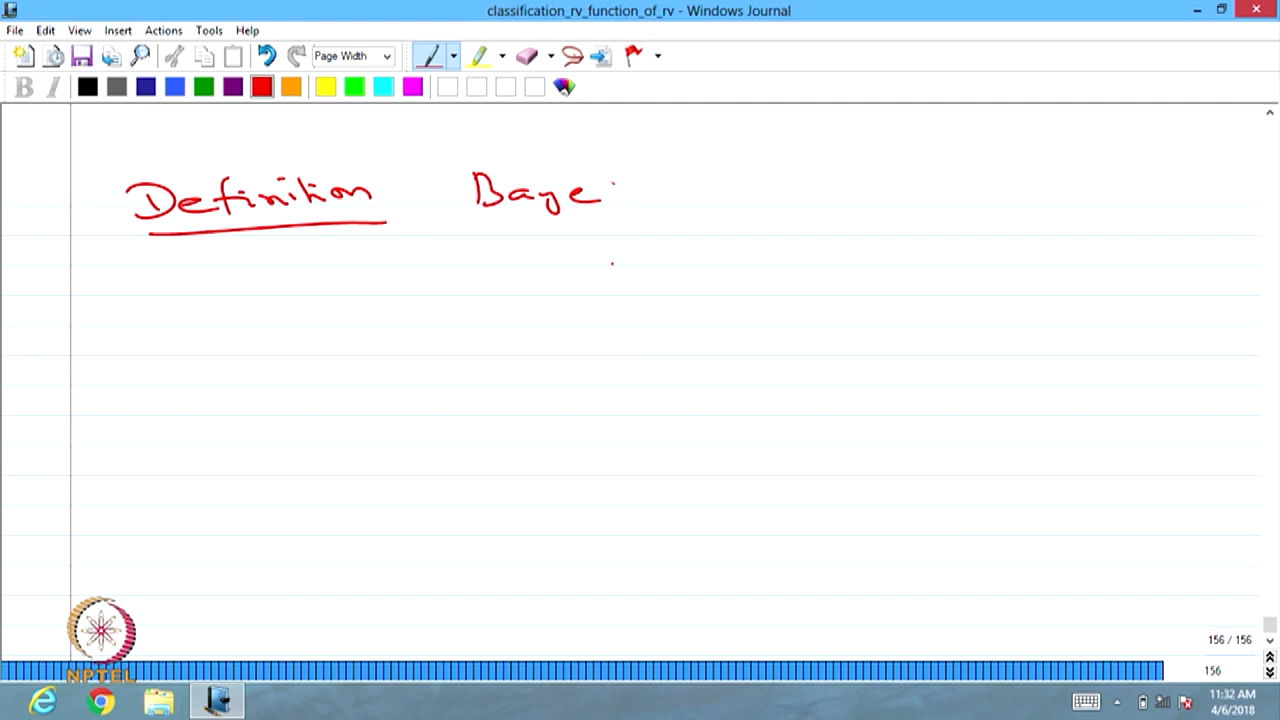 classification_rv_function_of_rv - Windows Journal
File Edit View Insert Actions Tools Help
Page Width
B I
Definition Baye
156 / 156
156
NPTEL
11:32 AM
4/6/2018